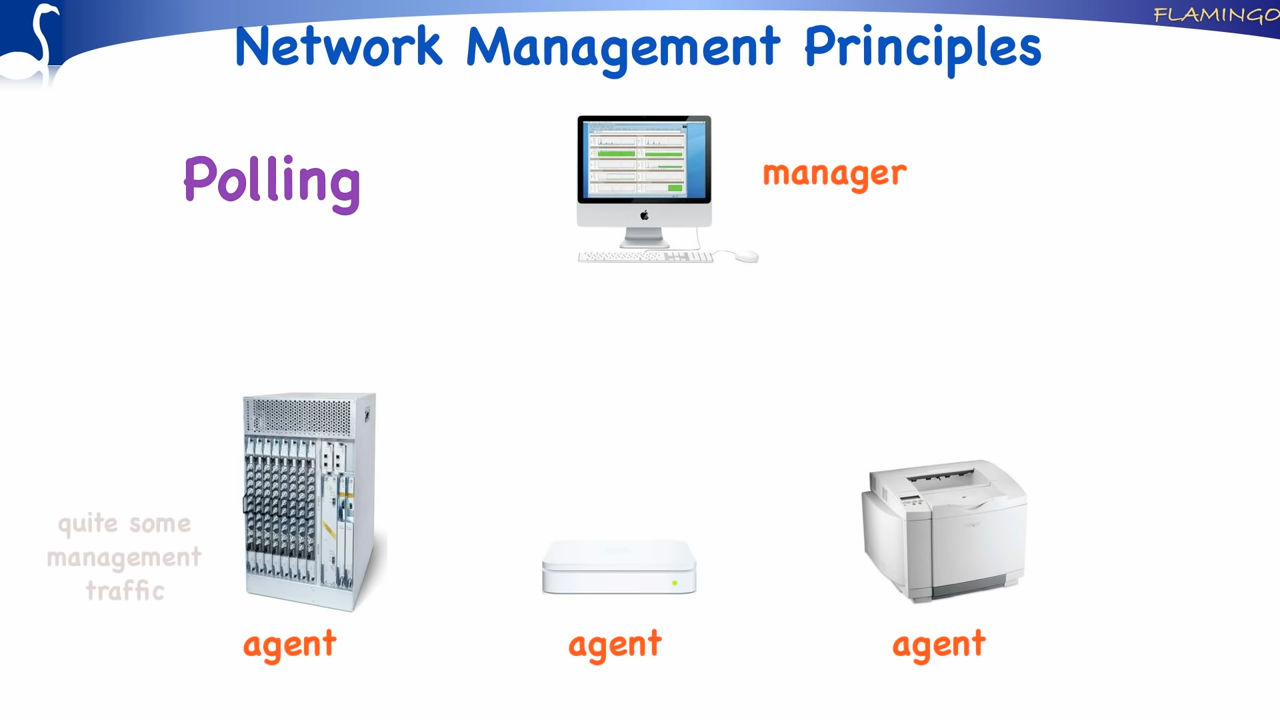 FLAMINGO
Network Management Principles
Polling
manager
quite some
management
traffic
agent
agent
agent